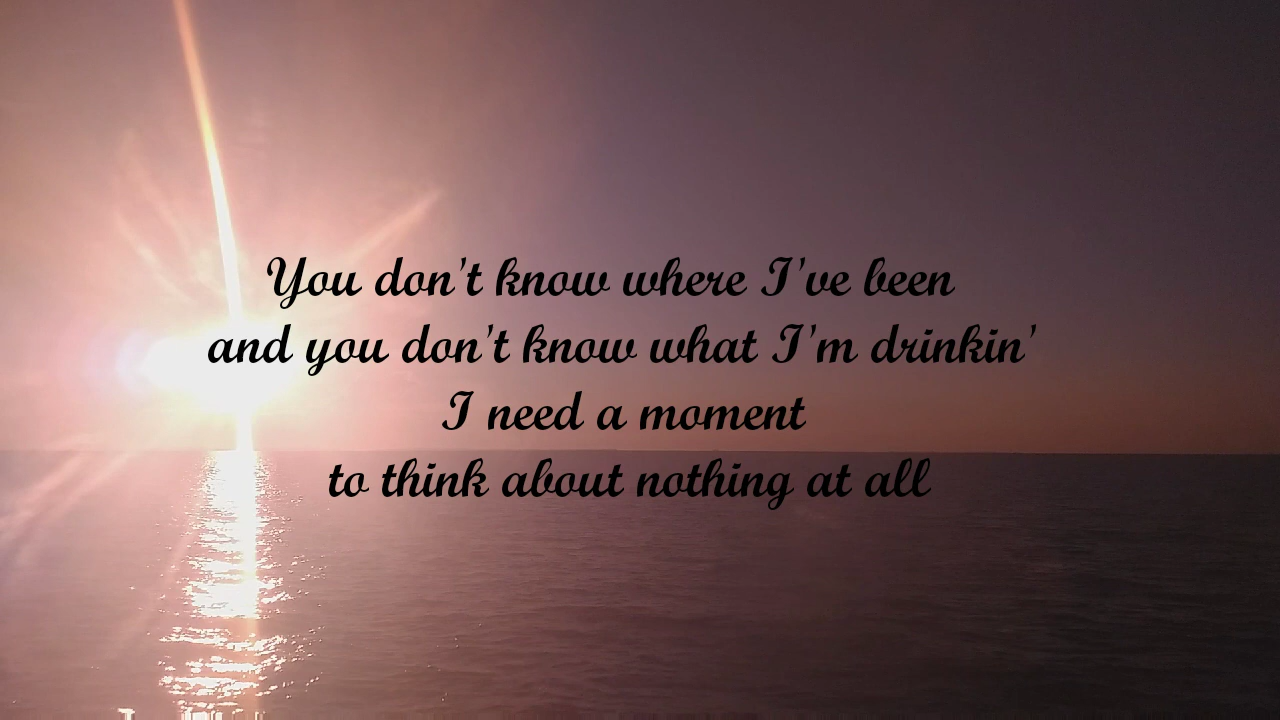 You don't know where I've been
and you don't know what I'm drinkin'
I need a moment
to think about nothing at all